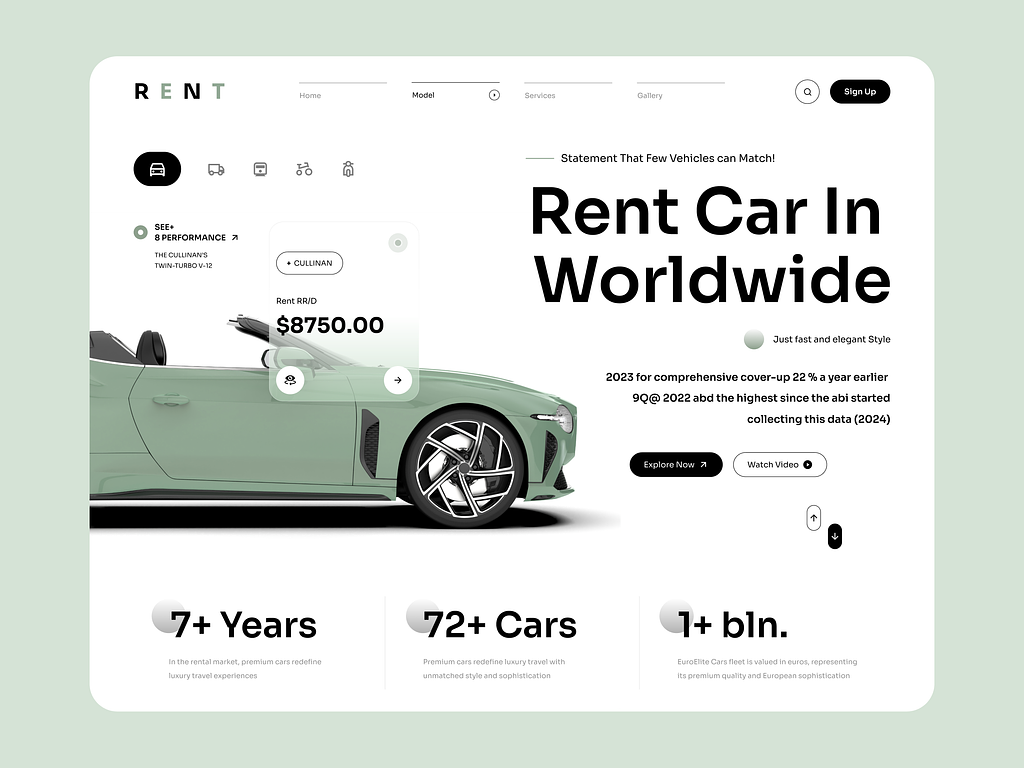 RENT
Home
Model
Services
Gallery
Sign Up
SEE+
8 PERFORMANCE
THE CULLINAN'S
TWIN-TURBO V-12
CULLINAN
Rent RR/D
$8750.00
Statement That Few Vehicles can Match!
Rent Car In
Worldwide
Just fast and elegant Style
2023 for comprehensive cover-up 22 % a year earlier
9Q@ 2022 abd the highest since the abi started
collecting this data (2024)
Explore Now
Watch Video
7+ Years
In the rental market, premium cars redefine
luxury travel experiences
72+ Cars
Premium cars redefine luxury travel with
unmatched style and sophistication
1+ bln.
EuroElite Cars fleet is valued in euros, representing
its premium quality and European sophistication